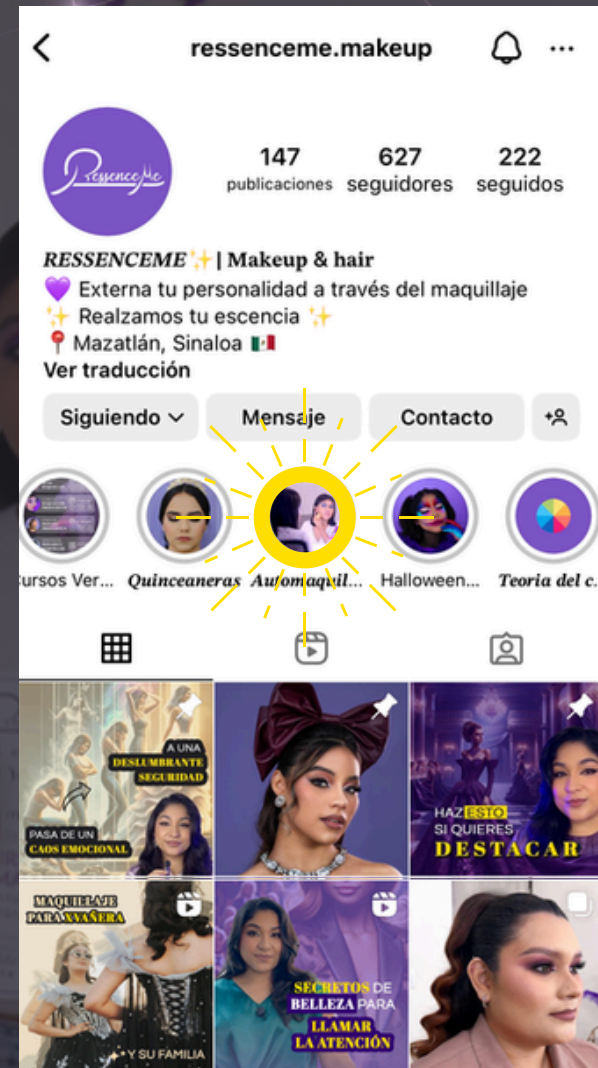 ressenceme.makeup
RessenceMe
147 627 222
publicaciones seguidores seguidos
RESSENCEME✨| Makeup & hair
💜 Externa tu personalidad a través del maquillaje
✨ Realzamos tu escencia ✨
📍 Mazatlán, Sinaloa 🇲🇽
Ver traducción
Siguiendo Mensaje Contacto
ursos Ver... Quinceaneras Automaquil... Halloween... Teoria del c.
A UNA
DESLUMBRANTE
SEGURIDAD
PASA DE UN
CAOS EMOCIONAL
HAZ ESTO
SI QUIERES
DESTACAR
MAQUILLAJE
PARA XVAÑERA
Y SU FAMILIA
SECRETOS DE
BELLEZA PARA
LLAMAR
LA ATENCIÓN